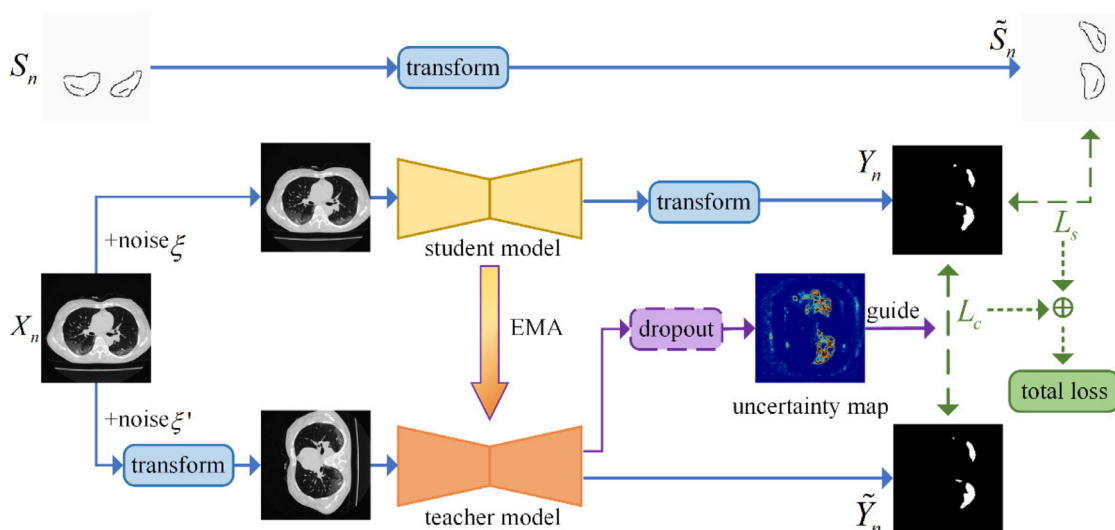 S_n
transform
S̃_n
+noise ξ
student model
transform
Y_n
L_s
X_n
EMA
dropout
guide
L_c
⊕
uncertainty map
total loss
+noise ξ'
transform
teacher model
Ỹ_n